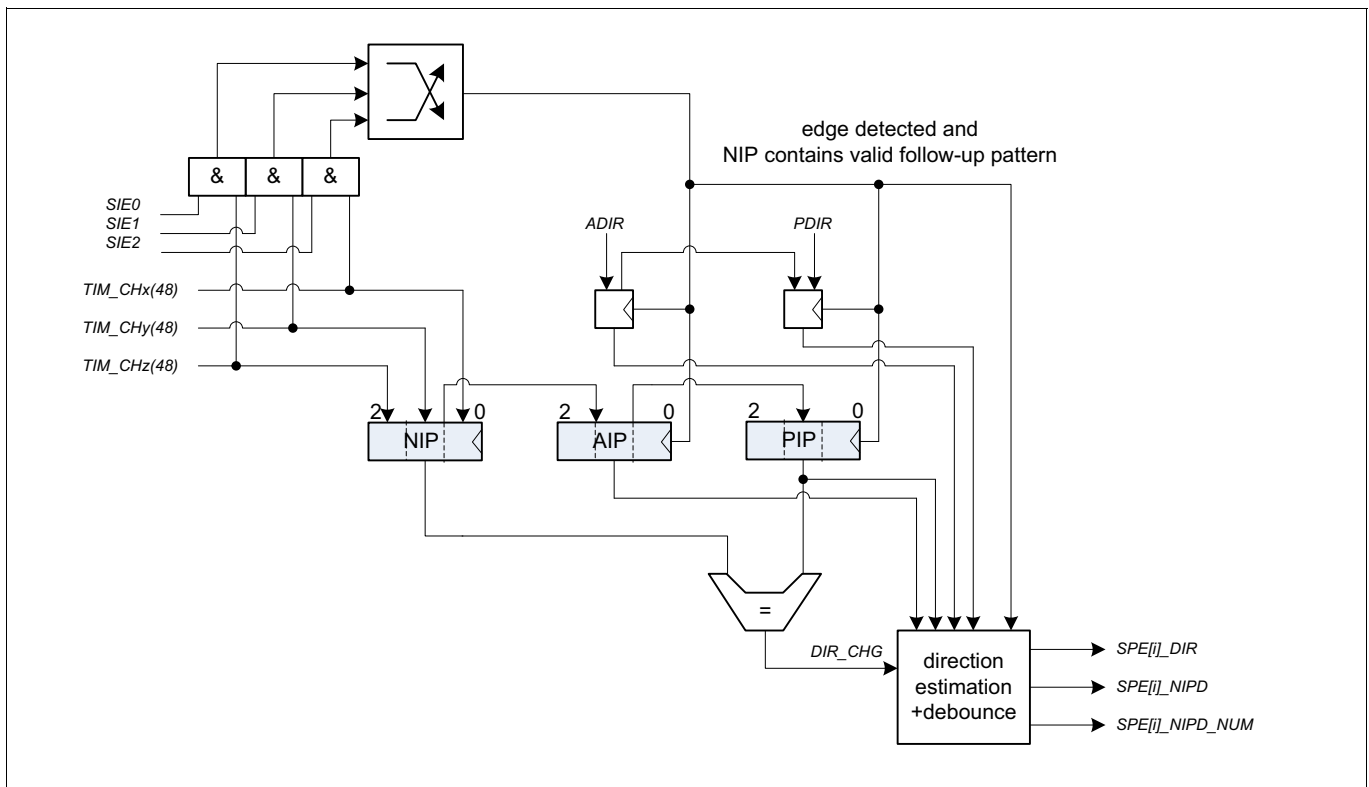 edge detected and
NIP contains valid follow-up pattern
& & &
SIE0
SIE1
SIE2
ADIR PDIR
TIM_CHx(48)
TIM_CHy(48)
TIM_CHz(48)
2 0 2 0 2 0
NIP AIP PIP
=
DIR_CHG
direction
estimation
+debounce
SPE[i]_DIR
SPE[i]_NIPD
SPE[i]_NIPD_NUM